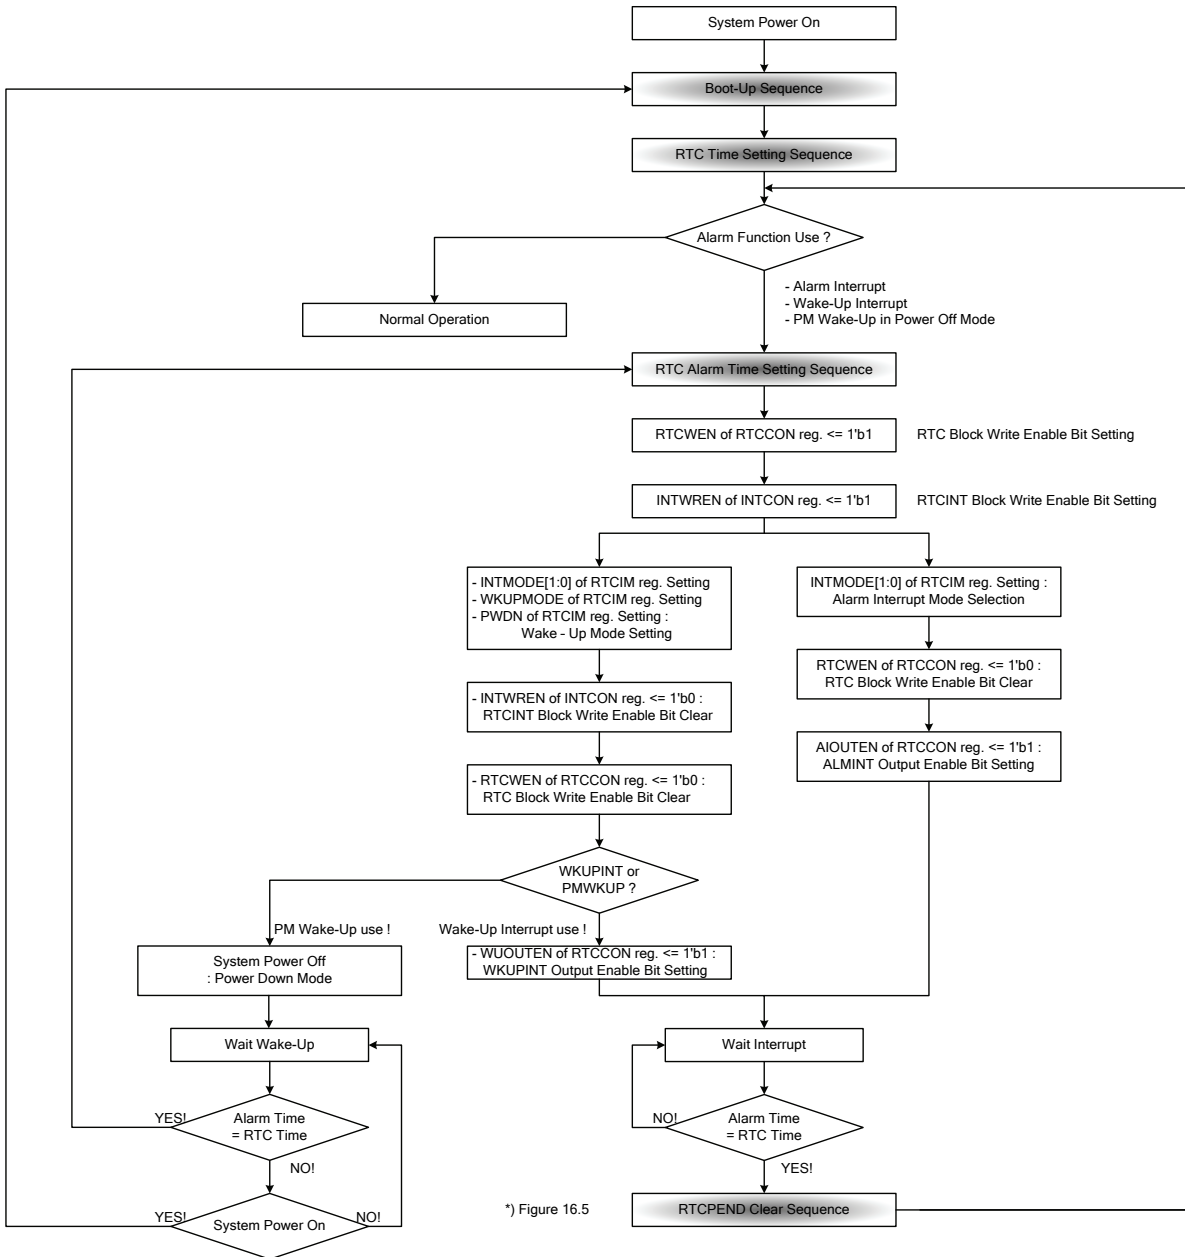 System Power On
Boot-Up Sequence
RTC Time Setting Sequence
Alarm Function Use ?
- Alarm Interrupt
- Wake-Up Interrupt
- PM Wake-Up in Power Off Mode
Normal Operation
RTC Alarm Time Setting Sequence
RTCWEN of RTCCON reg. <= 1'b1
RTC Block Write Enable Bit Setting
INTWREN of INTCON reg. <= 1'b1
RTCINT Block Write Enable Bit Setting
- INTMODE[1:0] of RTCIM reg. Setting
- WKUPMODE of RTCIM reg. Setting
- PWDN of RTCIM reg. Setting :
Wake - Up Mode Setting
INTMODE[1:0] of RTCIM reg. Setting :
Alarm Interrupt Mode Selection
- INTWREN of INTCON reg. <= 1'b0 :
RTCINT Block Write Enable Bit Clear
RTCWEN of RTCCON reg. <= 1'b0 :
RTC Block Write Enable Bit Clear
- RTCWEN of RTCCON reg. <= 1'b0 :
RTC Block Write Enable Bit Clear
AIOUTEN of RTCCON reg. <= 1'b1 :
ALMINT Output Enable Bit Setting
WKUPINT or
PMWKUP ?
PM Wake-Up use !
Wake-Up Interrupt use !
System Power Off
: Power Down Mode
- WUOUTEN of RTCCON reg. <= 1'b1 :
WKUPINT Output Enable Bit Setting
Wait Wake-Up
Wait Interrupt
YES!
Alarm Time
= RTC Time
NO!
NO!
Alarm Time
= RTC Time
YES!
YES!
System Power On
NO!
*) Figure 16.5
RTCPEND Clear Sequence